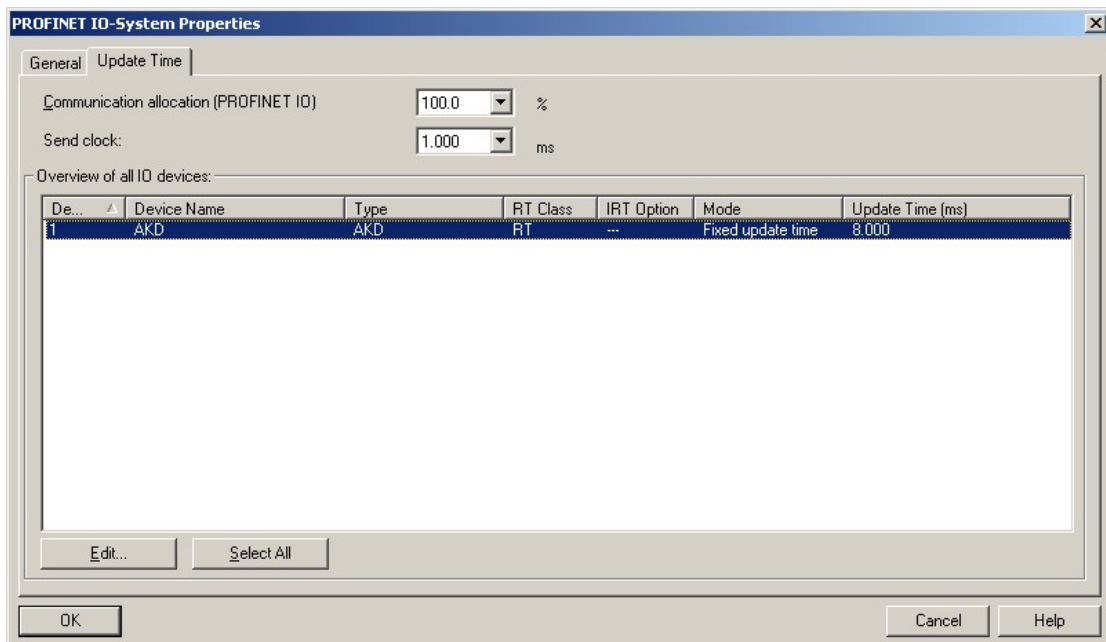 PROFINET IO-System Properties
General Update Time
Communication allocation (PROFINET IO) 100.0 %
Send clock: 1.000 ms
Overview of all IO devices:
De... Device Name Type RT Class IRT Option Mode Update Time (ms)
1 AKD AKD RT --- Fixed update time 8.000
Edit... Select All
OK Cancel Help